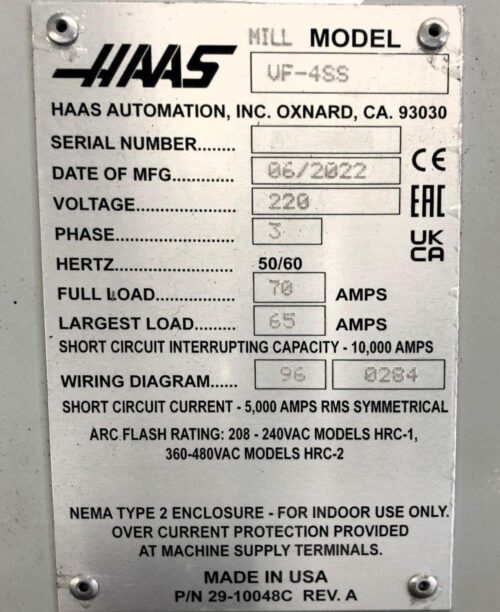 HAAS
MILL MODEL
VF-4SS
HAAS AUTOMATION, INC. OXNARD, CA. 93030
SERIAL NUMBER........
DATE OF MFG............. 06/2022
VOLTAGE................... 220
PHASE....................... 3
HERTZ....................... 50/60
FULL LOAD............. 70 AMPS
LARGEST LOAD......... 65 AMPS
CE
EAC
UK
CA
SHORT CIRCUIT INTERRUPTING CAPACITY - 10,000 AMPS
WIRING DIAGRAM...... 96 0284
SHORT CIRCUIT CURRENT - 5,000 AMPS RMS SYMMETRICAL
ARC FLASH RATING: 208 - 240VAC MODELS HRC-1,
360-480VAC MODELS HRC-2
NEMA TYPE 2 ENCLOSURE - FOR INDOOR USE ONLY.
OVER CURRENT PROTECTION PROVIDED
AT MACHINE SUPPLY TERMINALS.
MADE IN USA
P/N 29-10048C REV. A